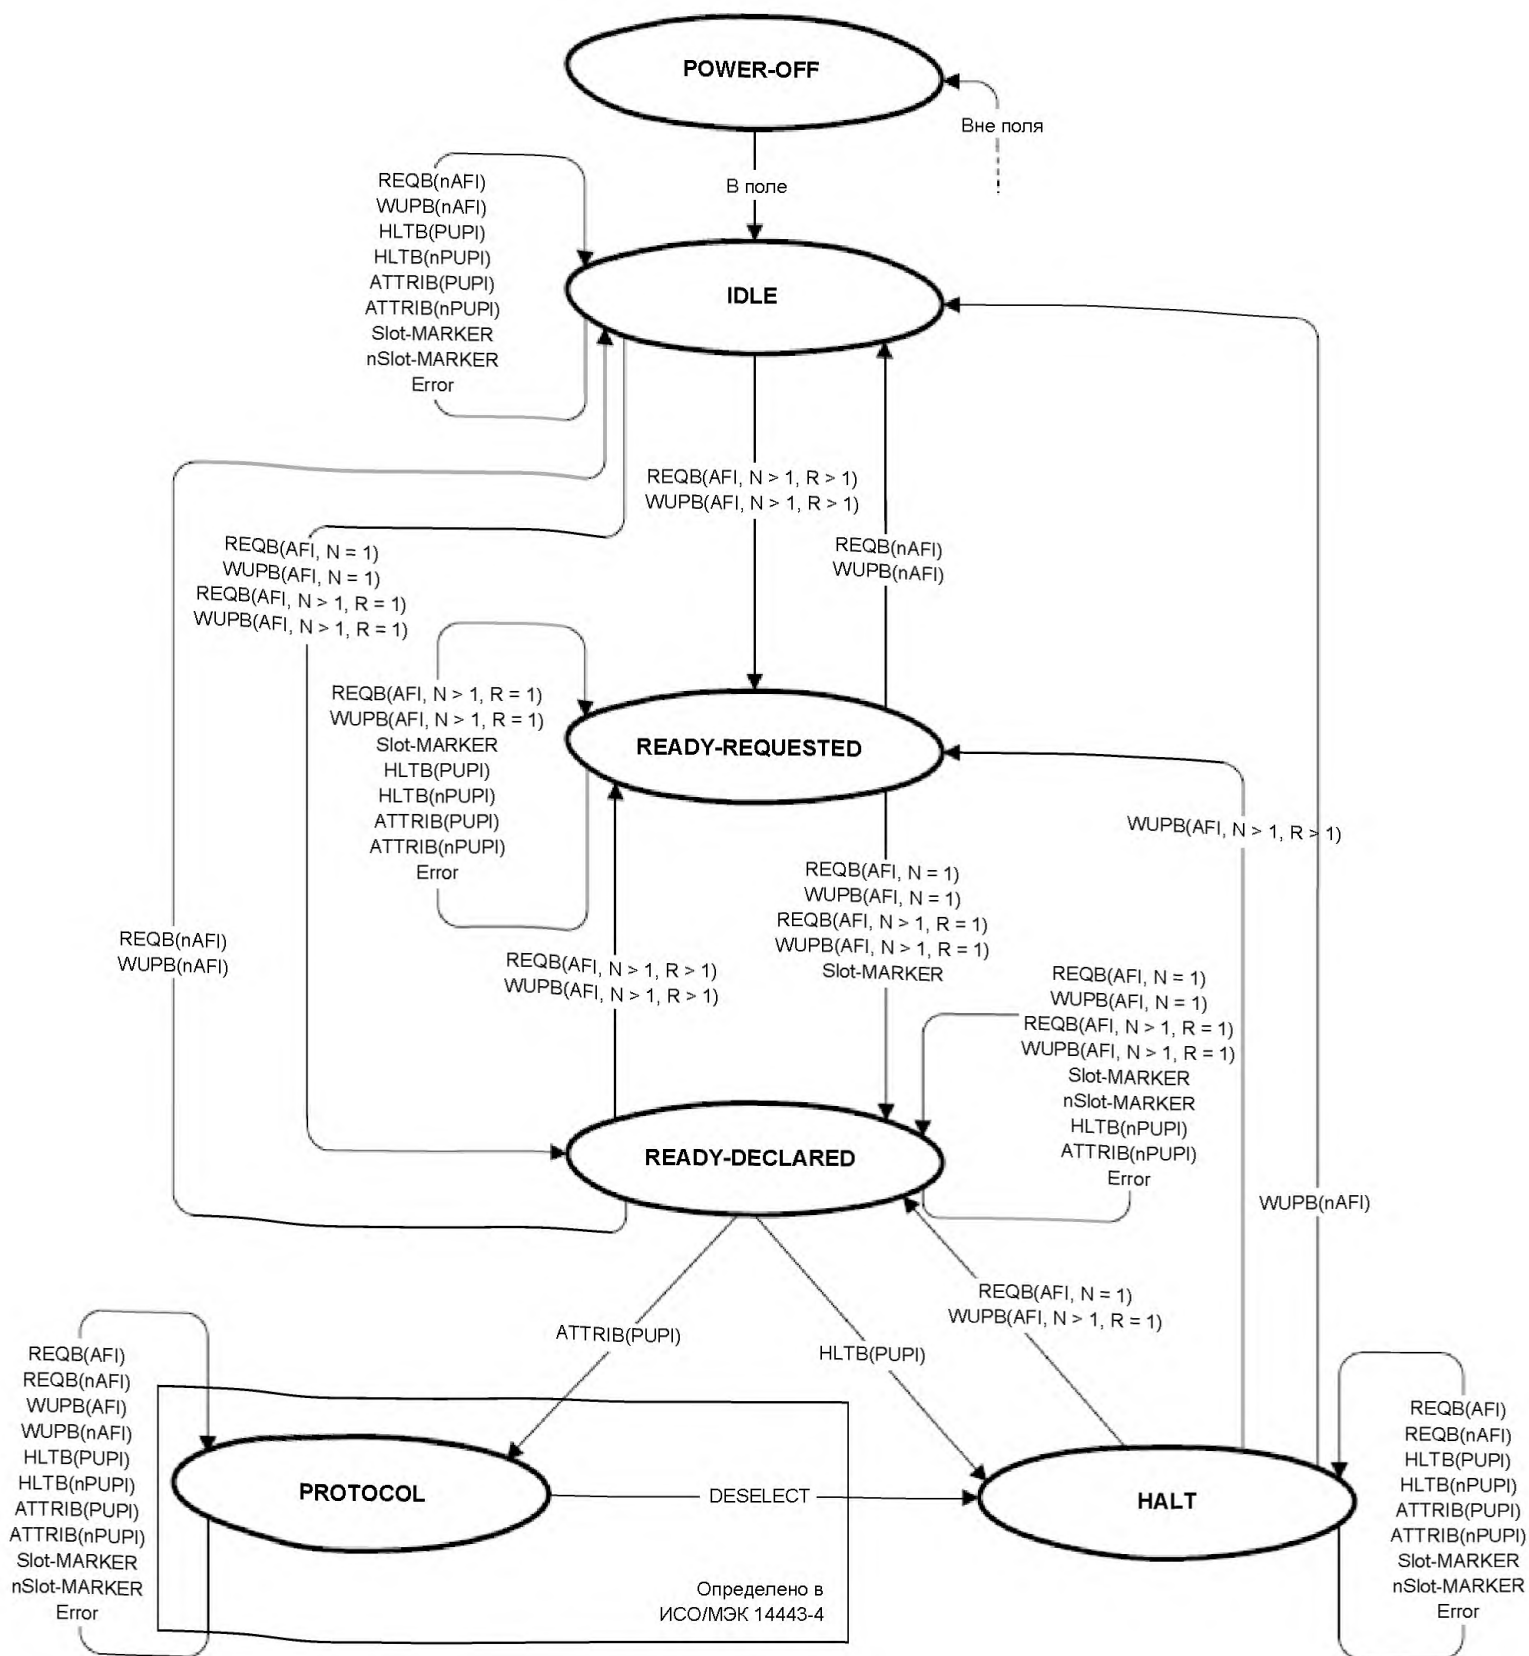 POWER-OFF
Вне поля
В поле
REQB(nAFI)
WUPB(nAFI)
HLTB(PUPI)
HLTB(nPUPI)
ATTRIB(PUPI)
ATTRIB(nPUPI)
Slot-MARKER
nSlot-MARKER
Error
IDLE
REQB(AFI, N > 1, R > 1)
WUPB(AFI, N > 1, R > 1)
REQB(nAFI)
WUPB(nAFI)
REQB(AFI, N = 1)
WUPB(AFI, N = 1)
REQB(AFI, N > 1, R = 1)
WUPB(AFI, N > 1, R = 1)
REQB(AFI, N > 1, R = 1)
WUPB(AFI, N > 1, R = 1)
Slot-MARKER
HLTB(PUPI)
HLTB(nPUPI)
ATTRIB(PUPI)
ATTRIB(nPUPI)
Error
READY-REQUESTED
WUPB(AFI, N > 1, R > 1)
REQB(AFI, N = 1)
WUPB(AFI, N = 1)
REQB(AFI, N > 1, R = 1)
WUPB(AFI, N > 1, R = 1)
Slot-MARKER
REQB(nAFI)
WUPB(nAFI)
REQB(AFI, N > 1, R > 1)
WUPB(AFI, N > 1, R > 1)
REQB(AFI, N = 1)
WUPB(AFI, N = 1)
REQB(AFI, N > 1, R = 1)
WUPB(AFI, N > 1, R = 1)
Slot-MARKER
nSlot-MARKER
HLTB(nPUPI)
ATTRIB(nPUPI)
Error
READY-DECLARED
WUPB(nAFI)
REQB(AFI, N = 1)
WUPB(AFI, N > 1, R = 1)
ATTRIB(PUPI)
HLTB(PUPI)
REQB(AFI)
REQB(nAFI)
WUPB(AFI)
WUPB(nAFI)
HLTB(PUPI)
HLTB(nPUPI)
ATTRIB(PUPI)
ATTRIB(nPUPI)
Slot-MARKER
nSlot-MARKER
Error
PROTOCOL
DESELECT
HALT
REQB(AFI)
REQB(nAFI)
HLTB(PUPI)
HLTB(nPUPI)
ATTRIB(PUPI)
ATTRIB(nPUPI)
Slot-MARKER
nSlot-MARKER
Error
Определено в
ИСО/МЭК 14443-4